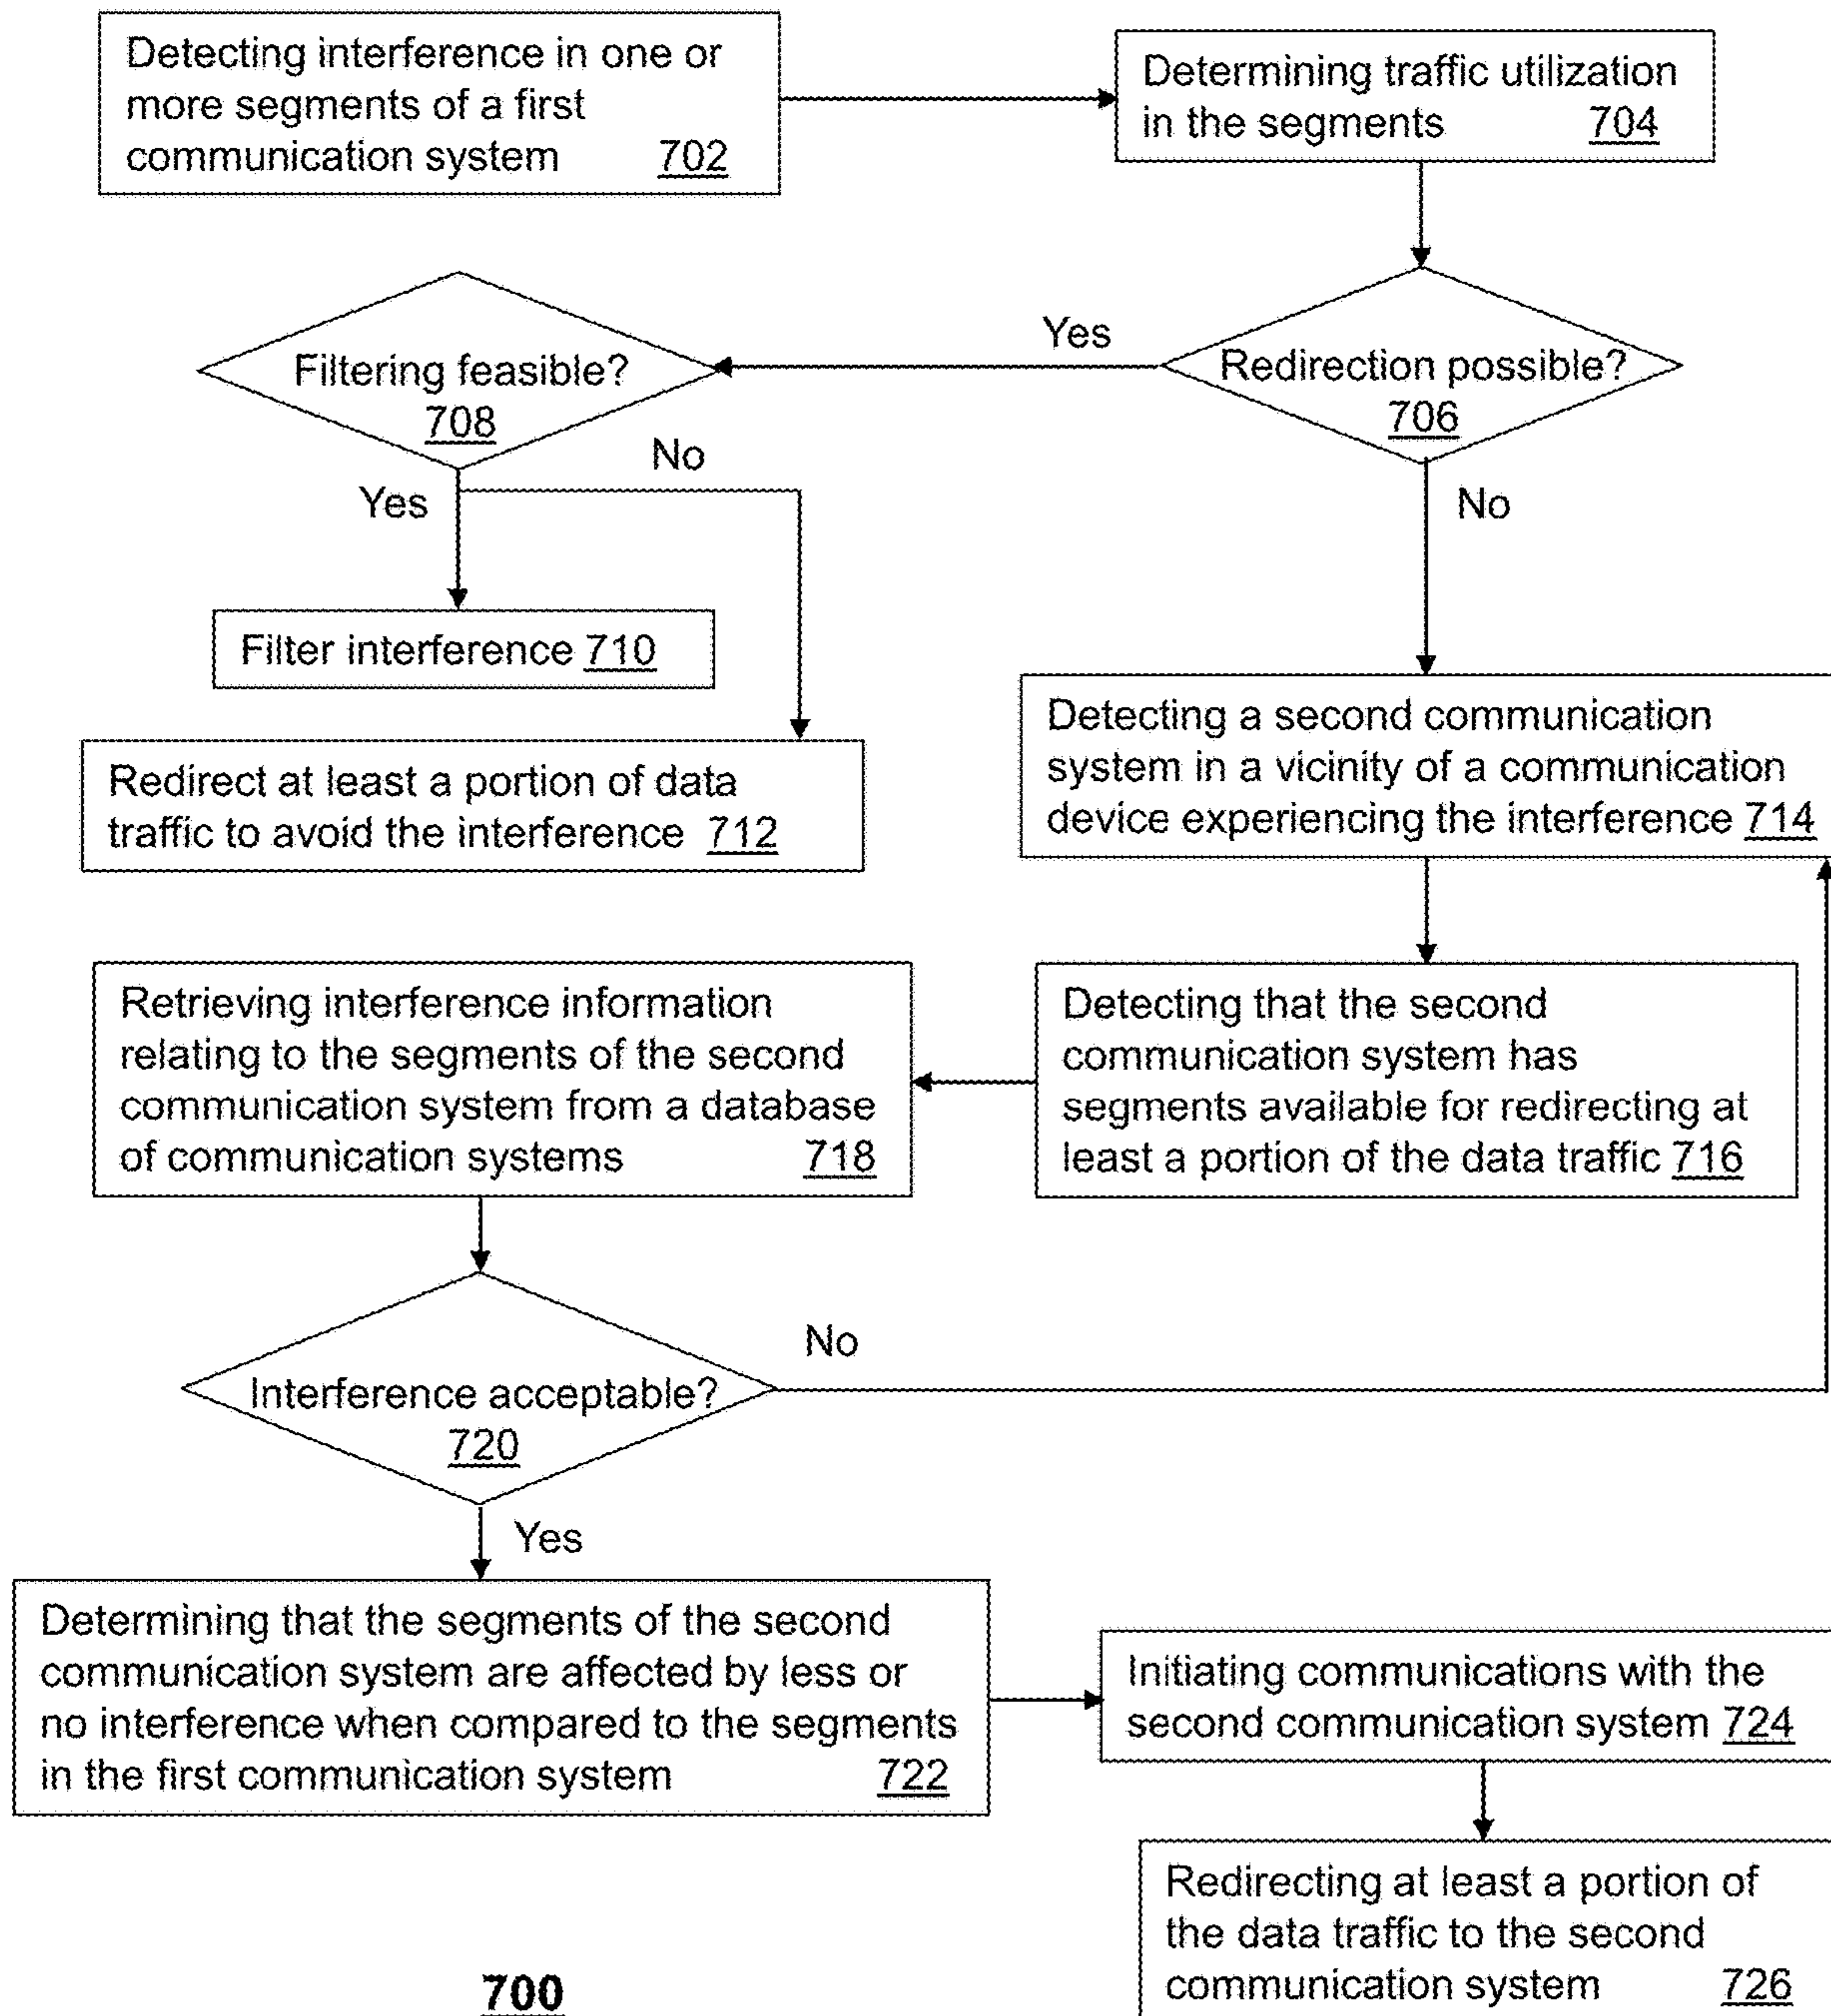 Detecting interference in one or
more segments of a first
communication system 702
Determining traffic utilization
in the segments 704
Redirection possible?
706
Yes
No
Filtering feasible?
708
No
Yes
Filter interference 710
Redirect at least a portion of data
traffic to avoid the interference 712
Detecting a second communication
system in a vicinity of a communication
device experiencing the interference 714
Detecting that the second
communication system has
segments available for redirecting at
least a portion of the data traffic 716
Retrieving interference information
relating to the segments of the second
communication system from a database
of communication systems 718
Interference acceptable?
720
No
Yes
Determining that the segments of the second
communication system are affected by less or
no interference when compared to the segments
in the first communication system 722
Initiating communications with the
second communication system 724
Redirecting at least a portion of
the data traffic to the second
communication system 726
700